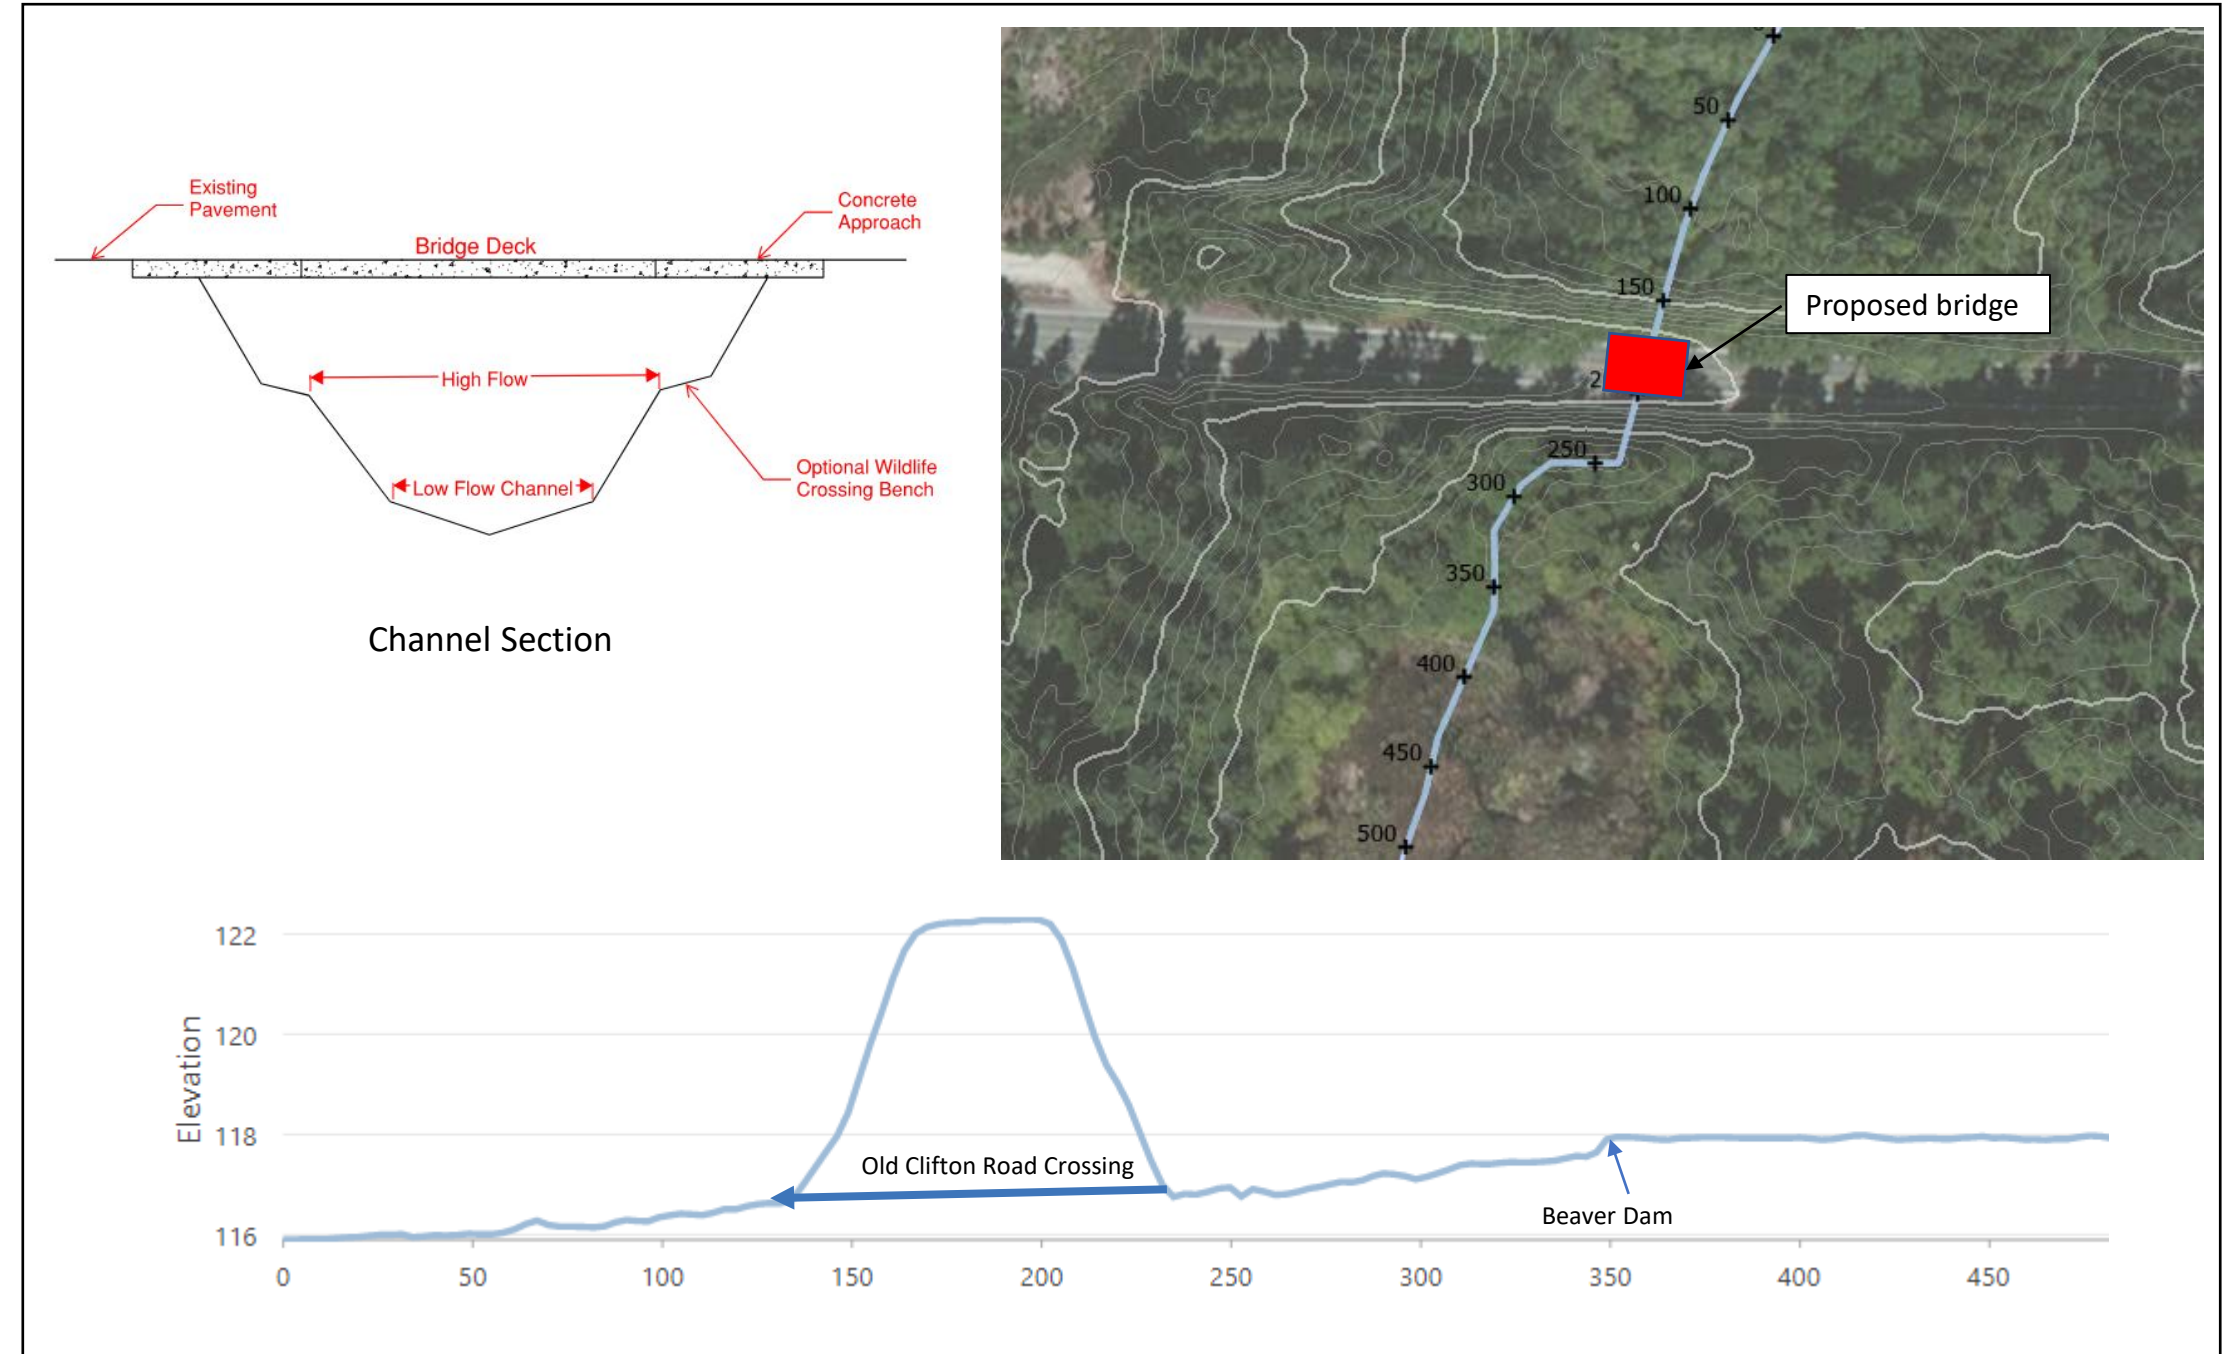 Existing
Pavement
Concrete
Approach
Bridge Deck
High Flow
Low Flow Channel
Optional Wildlife
Crossing Bench
Channel Section
50
100
150
Proposed bridge
2
250
300
350
400
450
500
Elevation
122
120
118
116
Old Clifton Road Crossing
Beaver Dam
0 50 100 150 200 250 300 350 400 450